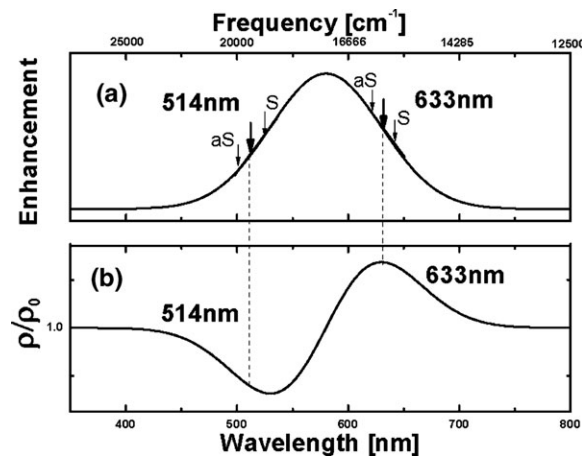 Frequency [cm⁻¹]
25000 20000 16666 14285 12500
Enhancement
(a) 514nm 633nm
aS S aS S
(b) 633nm
514nm
ρ/ρ₀
1.0
350 400 500 600 700 800
Wavelength [nm]